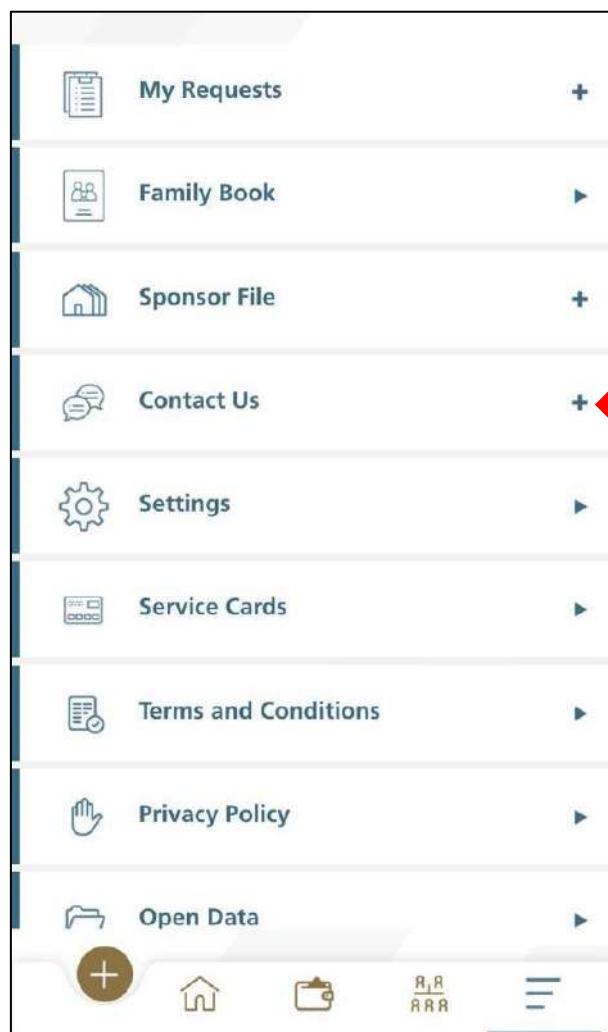 My Requests
Family Book
Sponsor File
Contact Us
Settings
Service Cards
Terms and Conditions
Privacy Policy
Open Data